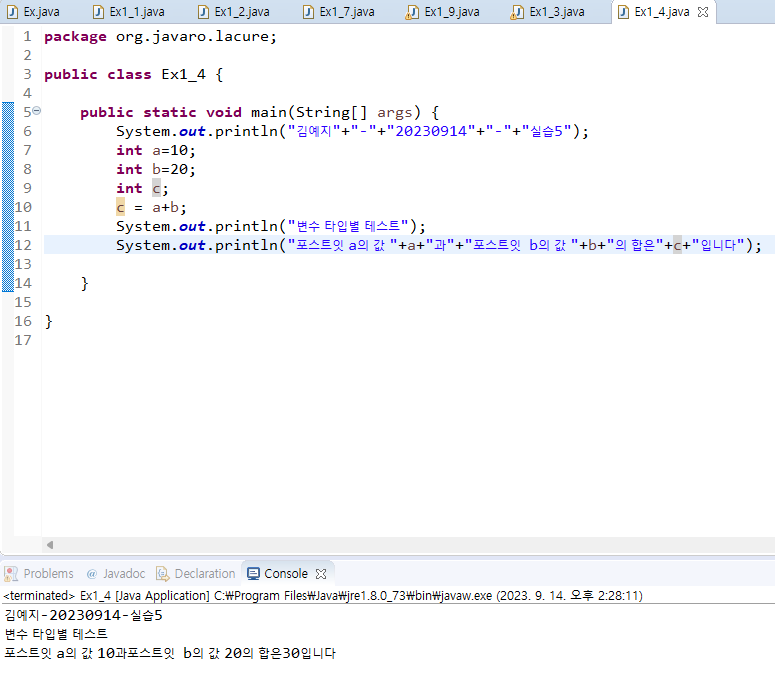 Ex.java Ex1_1.java Ex1_2.java Ex1_7.java Ex1_9.java Ex1_3.java Ex1_4.java
1 package org.javaro.lacure;
2
3 public class Ex1_4 {
4
5 public static void main(String[] args) {
6 System.out.println("김예지"+"-"+"20230914"+"-"+"실습5");
7 int a=10;
8 int b=20;
9 int c;
10 c = a+b;
11 System.out.println("변수 타입별 테스트");
12 System.out.println("포스트잇 a의 값 "+a+"과"+"포스트잇  b의 값 "+b+"의 합은"+c+"입니다");
13
14 }
15
16 }
17
Problems @ Javadoc Declaration Console
<terminated> Ex1_4 [Java Application] C:₩Program Files₩Java₩jre1.8.0_73₩bin₩javaw.exe (2023. 9. 14. 오후 2:28:11)
김예지-20230914-실습5
변수 타입별 테스트
포스트잇 a의 값 10과포스트잇  b의 값 20의 합은30입니다